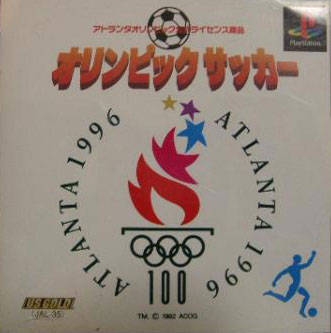 アトランタオリンピック公式ライセンス商品
PlayStation
オリンピックサッカー
ATLANTA 1996
ATLANTA 1996
100
U.S. GOLD
(JAL 35)
TM, © 1992 ACOG